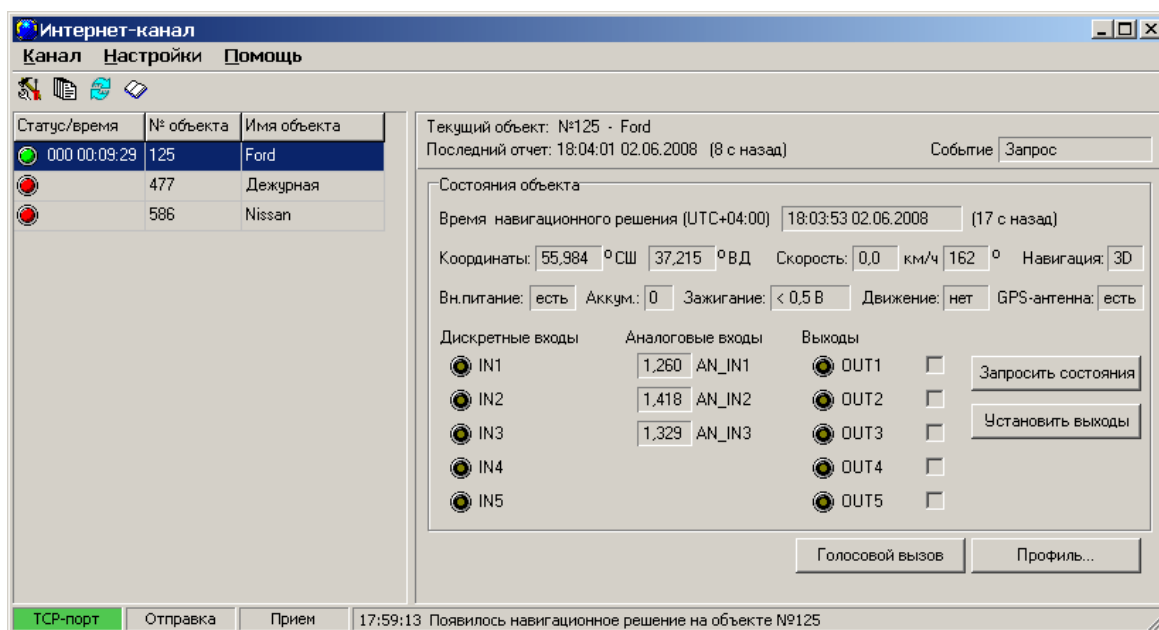 Интернет-канал
Канал Настройки Помощь
Статус/время № объекта Имя объекта
000 00:09:29 125 Ford
477 Дежурная
586 Nissan
Текущий объект: №125 - Ford
Последний отчет: 18:04:01 02.06.2008 (8 с назад) Событие Запрос
Состояния объекта
Время навигационного решения (UTC+04:00) 18:03:53 02.06.2008 (17 с назад)
Координаты: 55,984 ºСШ 37,215 ºВД Скорость: 0,0 км/ч 162 º Навигация: 3D
Вн.питание: есть Аккум.: 0 Зажигание: < 0,5 В Движение: нет GPS-антенна: есть
Дискретные входы Аналоговые входы Выходы
IN1 1,260 AN_IN1 OUT1 Запросить состояния
IN2 1,418 AN_IN2 OUT2
Установить выходы
IN3 1,329 AN_IN3 OUT3
IN4 OUT4
IN5 OUT5
Голосовой вызов Профиль...
TCP-порт Отправка Прием 17:59:13 Появилось навигационное решение на объекте №125